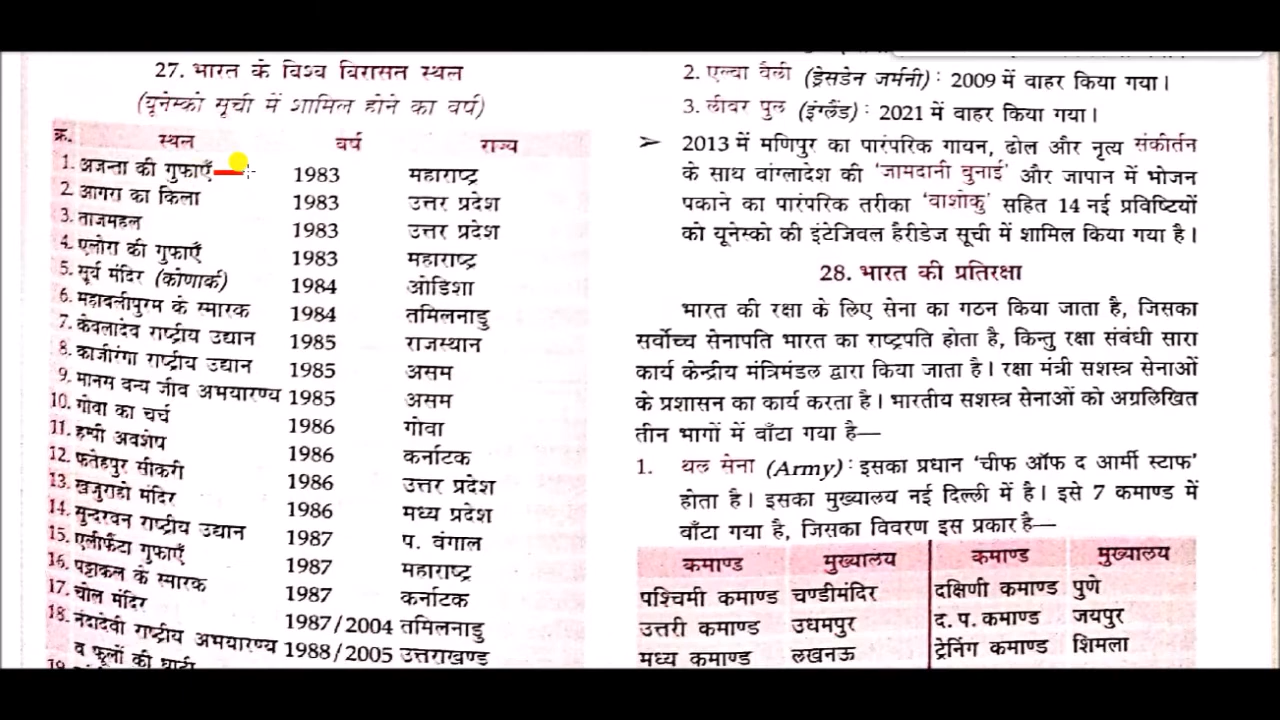 27. भारत के विश्व विरासत स्थल
(यूनेस्को सूची में शामिल होने का वर्ष)
क्र. स्थल वर्ष राज्य
1. अजन्ता की गुफाएँ 1983 महाराष्ट्र
2. आगरा का किला 1983 उत्तर प्रदेश
3. ताजमहल 1983 उत्तर प्रदेश
4. एलोरा की गुफाएँ 1983 महाराष्ट्र
5. सूर्य मंदिर (कोणार्क) 1984 ओडिशा
6. महाबलीपुरम के स्मारक 1984 तमिलनाडु
7. केवलादेव राष्ट्रीय उद्यान 1985 राजस्थान
8. काजीरंगा राष्ट्रीय उद्यान 1985 असम
9. मानस वन्य जीव अभयारण्य 1985 असम
10. गोवा का चर्च 1986 गोवा
11. हम्पी अवशेष 1986 कर्नाटक
12. फतेहपुर सीकरी 1986 उत्तर प्रदेश
13. खजुराहो मंदिर 1986 मध्य प्रदेश
14. सुन्दरवन राष्ट्रीय उद्यान 1987 प. बंगाल
15. एलीफैंटा गुफाएँ 1987 महाराष्ट्र
16. पट्टाकल के स्मारक 1987 कर्नाटक
17. चोल मंदिर 1987/2004 तमिलनाडु
18. नंदादेवी राष्ट्रीय अभयारण्य 1988/2005 उत्तराखण्ड
व फूलों की घाटी
19.
2. एल्बा वैली (ड्रेसडेन जर्मनी) : 2009 में बाहर किया गया।
3. लीवर पुल (इंग्लैंड) : 2021 में बाहर किया गया।
➢ 2013 में मणिपुर का पारंपरिक गायन, ढोल और नृत्य संकीर्तन
के साथ बांग्लादेश की 'जामदानी बुनाई' और जापान में भोजन
पकाने का पारंपरिक तरीका 'वाशोकु' सहित 14 नई प्रविष्टियों
को यूनेस्को की इंटेजिबल हैरीडेज सूची में शामिल किया गया है।
28. भारत की प्रतिरक्षा
भारत की रक्षा के लिए सेना का गठन किया जाता है, जिसका
सर्वोच्च सेनापति भारत का राष्ट्रपति होता है, किन्तु रक्षा संबंधी सारा
कार्य केन्द्रीय मंत्रिमंडल द्वारा किया जाता है। रक्षा मंत्री सशस्त्र सेनाओं
के प्रशासन का कार्य करता है। भारतीय सशस्त्र सेनाओं को अग्रलिखित
तीन भागों में बाँटा गया है—
1. थल सेना (Army) : इसका प्रधान 'चीफ ऑफ द आर्मी स्टाफ'
होता है। इसका मुख्यालय नई दिल्ली में है। इसे 7 कमाण्ड में
बाँटा गया है, जिसका विवरण इस प्रकार है—
कमाण्ड मुख्यालय कमाण्ड मुख्यालय
पश्चिमी कमाण्ड चण्डीमंदिर दक्षिणी कमाण्ड पुणे
उत्तरी कमाण्ड उधमपुर द. प. कमाण्ड जयपुर
मध्य कमाण्ड लखनऊ ट्रेनिंग कमाण्ड शिमला